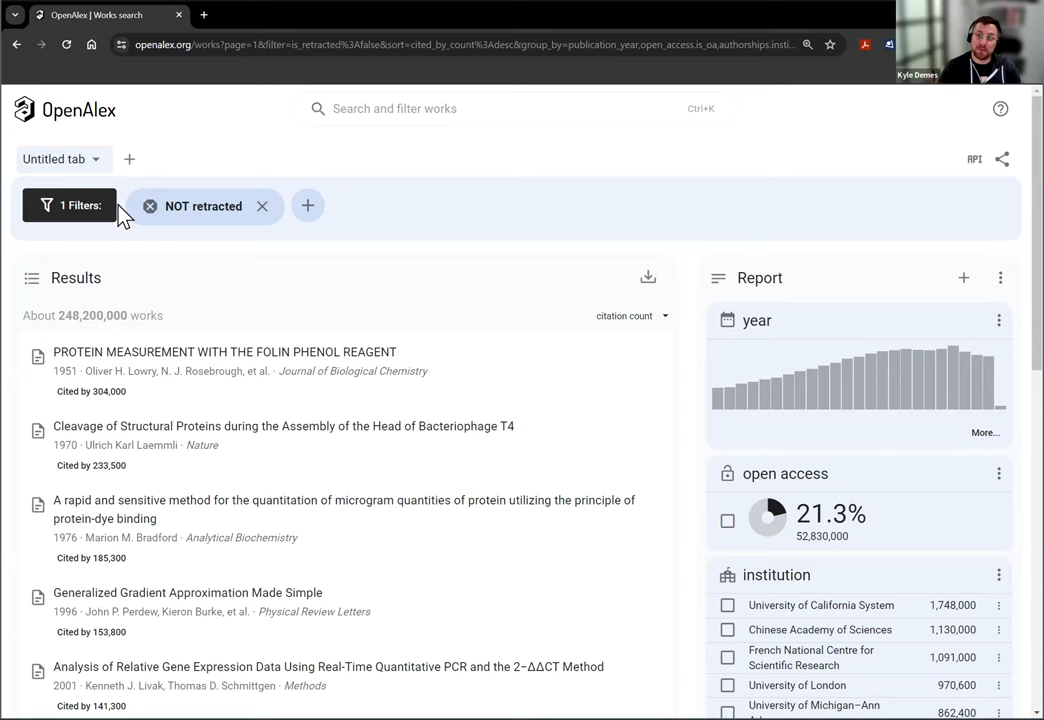 OpenAlex | Works search
openalex.org/works?page=1&filter=is_retracted%3Afalse&sort=cited_by_count%3Adesc&group_by=publication_year,open_access.is_oa,authorships.insti...
Kyle Demes
OpenAlex
Search and filter works
Ctrl+K
Untitled tab
API
1 Filters:
NOT retracted
Results
About 248,200,000 works
citation count
PROTEIN MEASUREMENT WITH THE FOLIN PHENOL REAGENT
1951 · Oliver H. Lowry, N. J. Rosebrough, et al. · Journal of Biological Chemistry
Cited by 304,000
Cleavage of Structural Proteins during the Assembly of the Head of Bacteriophage T4
1970 · Ulrich Karl Laemmli · Nature
Cited by 233,500
A rapid and sensitive method for the quantitation of microgram quantities of protein utilizing the principle of
protein-dye binding
1976 · Marion M. Bradford · Analytical Biochemistry
Cited by 185,300
Generalized Gradient Approximation Made Simple
1996 · John P. Perdew, Kieron Burke, et al. · Physical Review Letters
Cited by 153,800
Analysis of Relative Gene Expression Data Using Real-Time Quantitative PCR and the 2−ΔΔCT Method
2001 · Kenneth J. Livak, Thomas D. Schmittgen · Methods
Cited by 141,300
Report
year
More...
open access
21.3%
52,830,000
institution
University of California System 1,748,000
Chinese Academy of Sciences 1,130,000
French National Centre for
Scientific Research 1,091,000
University of London 970,600
University of Michigan–Ann
862,400